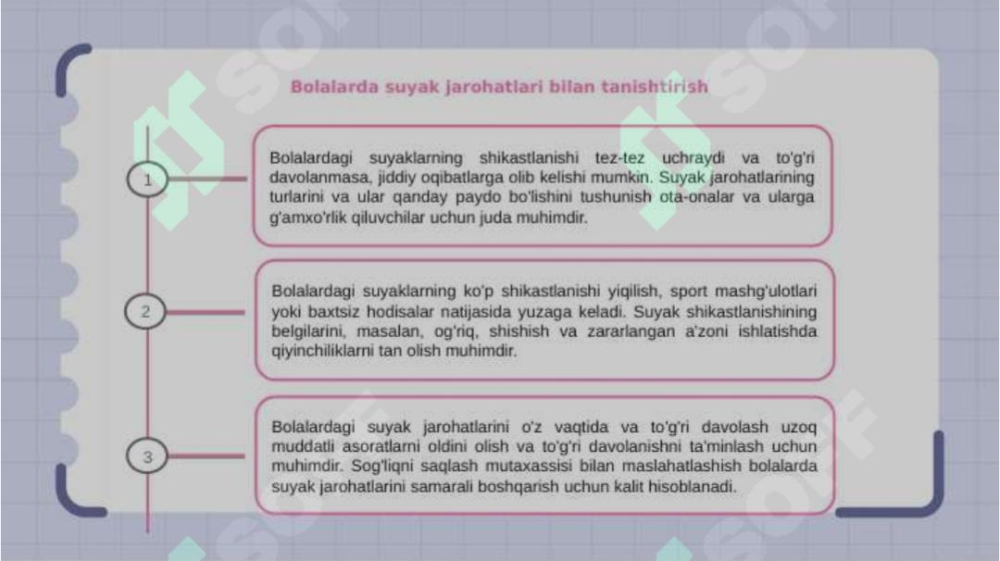 Bolalarda suyak jarohatlari bilan tanishtirish
1
Bolalardagi suyaklarning shikastlanishi tez-tez uchraydi va to'g'ri
davolanmasa, jiddiy oqibatlarga olib kelishi mumkin. Suyak jarohatlarining
turlarini va ular qanday paydo bo'lishini tushunish ota-onalar va ularga
g'amxo'rlik qiluvchilar uchun juda muhimdir.
2
Bolalardagi suyaklarning ko'p shikastlanishi yiqilish, sport mashg'ulotlari
yoki baxtsiz hodisalar natijasida yuzaga keladi. Suyak shikastlanishining
belgilarini, masalan, og'riq, shishish va zararlangan a'zoni ishlatishda
qiyinchiliklarni tan olish muhimdir.
3
Bolalardagi suyak jarohatlarini o'z vaqtida va to'g'ri davolash uzoq
muddatli asoratlarni oldini olish va to'g'ri davolanishni ta'minlash uchun
muhimdir. Sog'liqni saqlash mutaxassisi bilan maslahatlashish bolalarda
suyak jarohatlarini samarali boshqarish uchun kalit hisoblanadi.
SOFF
SOFF
SOFF
SOFF